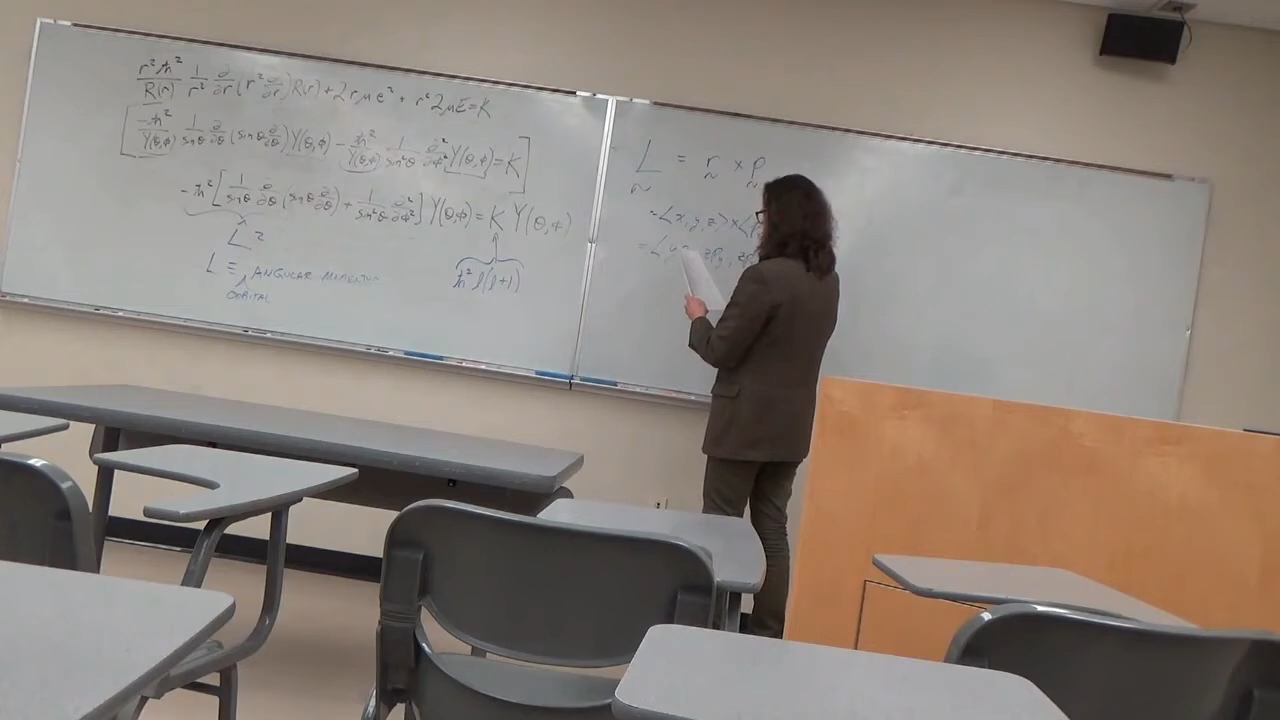 r²ħ²/R(r) 1/r² ∂/∂r (r² ∂/∂r) R(r) + 2rμe² + r²2μE = K
[-ħ²/Y(θ,ϕ) 1/sinθ ∂/∂θ (sinθ ∂/∂θ) Y(θ,ϕ) - ħ²/Y(θ,ϕ) 1/sin²θ ∂²/∂ϕ² Y(θ,ϕ) = K]
-ħ² [1/sinθ ∂/∂θ (sinθ ∂/∂θ) + 1/sin²θ ∂²/∂ϕ²] Y(θ,ϕ) = K Y(θ,ϕ)
L²
L ≡ ANGULAR MOMENTUM
ORBITAL
ħ² l(l+1)
L = r × p
= <x, y, z> × <p